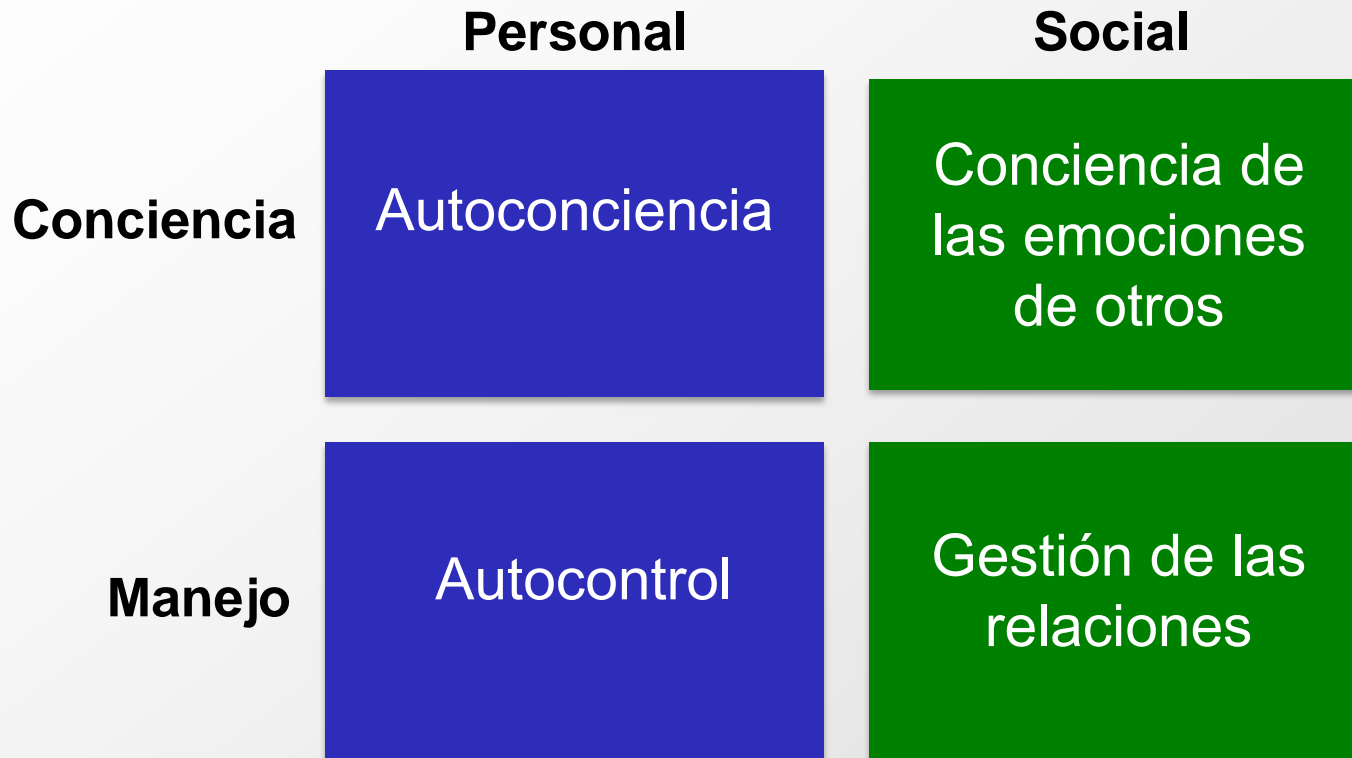 Personal
Social
Conciencia
Autoconciencia
Conciencia de
las emociones
de otros
Manejo
Autocontrol
Gestión de las
relaciones